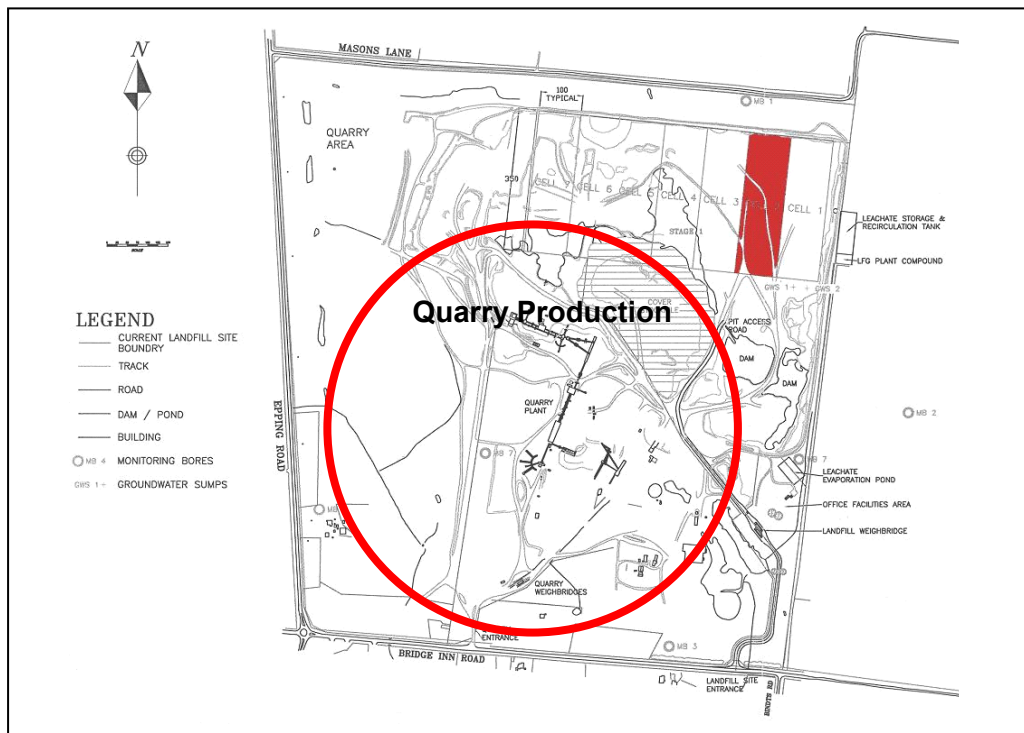 N
MASONS LANE
100
TYPICAL
MB 1
QUARRY
AREA
350
CELL 7
CELL 6
CELL 5
CELL 4
CELL 3
CELL 1
LEACHATE STORAGE &
RECIRCULATION TANK
STAGE 1
LFG PLANT COMPOUND
GWS 1+
+ GWS 2
SCALE
COVER
Quarry Production
LEGEND
CURRENT LANDFILL SITE
BOUNDRY
TRACK
ROAD
DAM / POND
BUILDING
MB 4 MONITORING BORES
GWS 1+ GROUNDWATER SUMPS
PIT ACCESS
ROAD
DAM
DAM
EPPING ROAD
QUARRY
PLANT
MB 2
MB 7
MB 7
LEACHATE
EVAPORATION POND
OFFICE FACILITIES AREA
MB
LANDFILL WEIGHBRIDGE
QUARRY
WEIGHBRIDGES
ENTRANCE
MB 3
BRIDGE INN ROAD
LANDFILL SITE
ENTRANCE